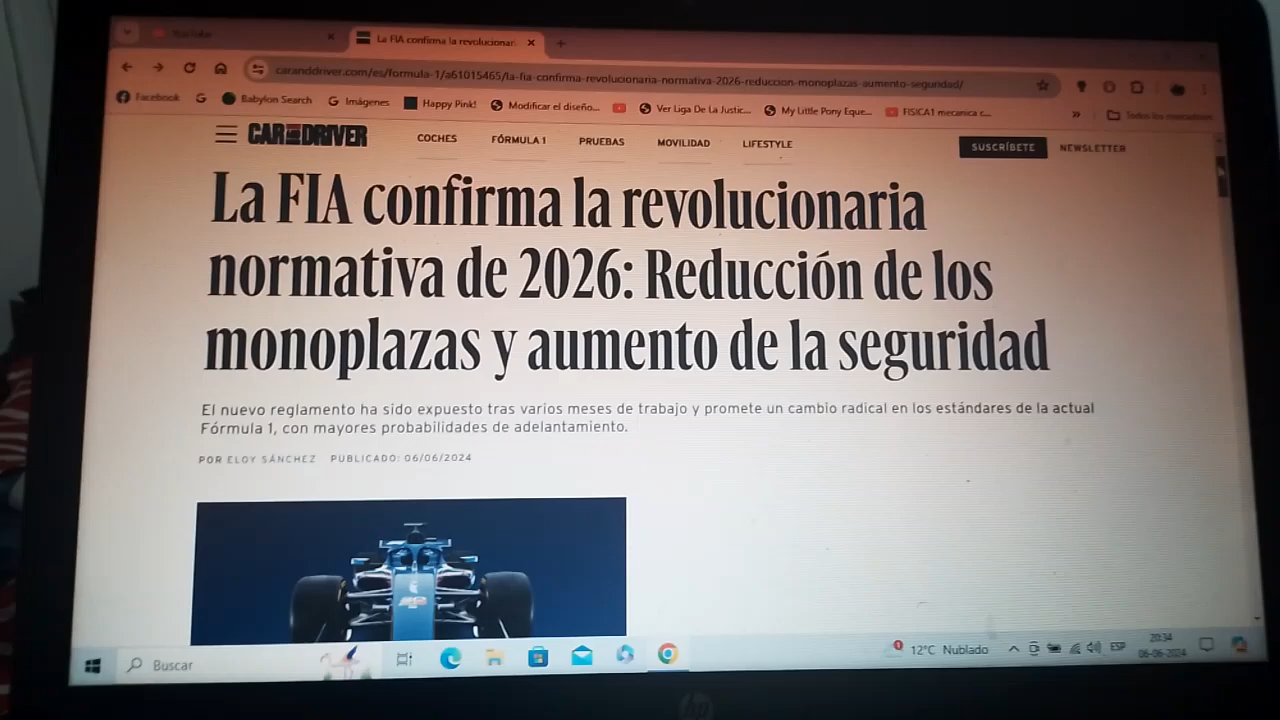 YouTube
La FIA confirma la revolucionari
caranddriver.com/es/formula-1/a61015465/la-fia-confirma-revolucionaria-normativa-2026-reduccion-monoplazas-aumento-seguridad/
Facebook
Babylon Search
Imágenes
Happy Pink!
Modificar el diseño...
Ver Liga De La Justic...
My Little Pony Eque...
FISICA1 mecanica c...
Todos los marcadores
CAR AND DRIVER
COCHES
FÓRMULA 1
PRUEBAS
MOVILIDAD
LIFESTYLE
SUSCRÍBETE
NEWSLETTER
La FIA confirma la revolucionaria
normativa de 2026: Reducción de los
monoplazas y aumento de la seguridad
El nuevo reglamento ha sido expuesto tras varios meses de trabajo y promete un cambio radical en los estándares de la actual
Fórmula 1, con mayores probabilidades de adelantamiento.
POR ELOY SÁNCHEZ PUBLICADO: 06/06/2024
Buscar
12°C Nublado
ESP
20:34
06-06-2024
hp